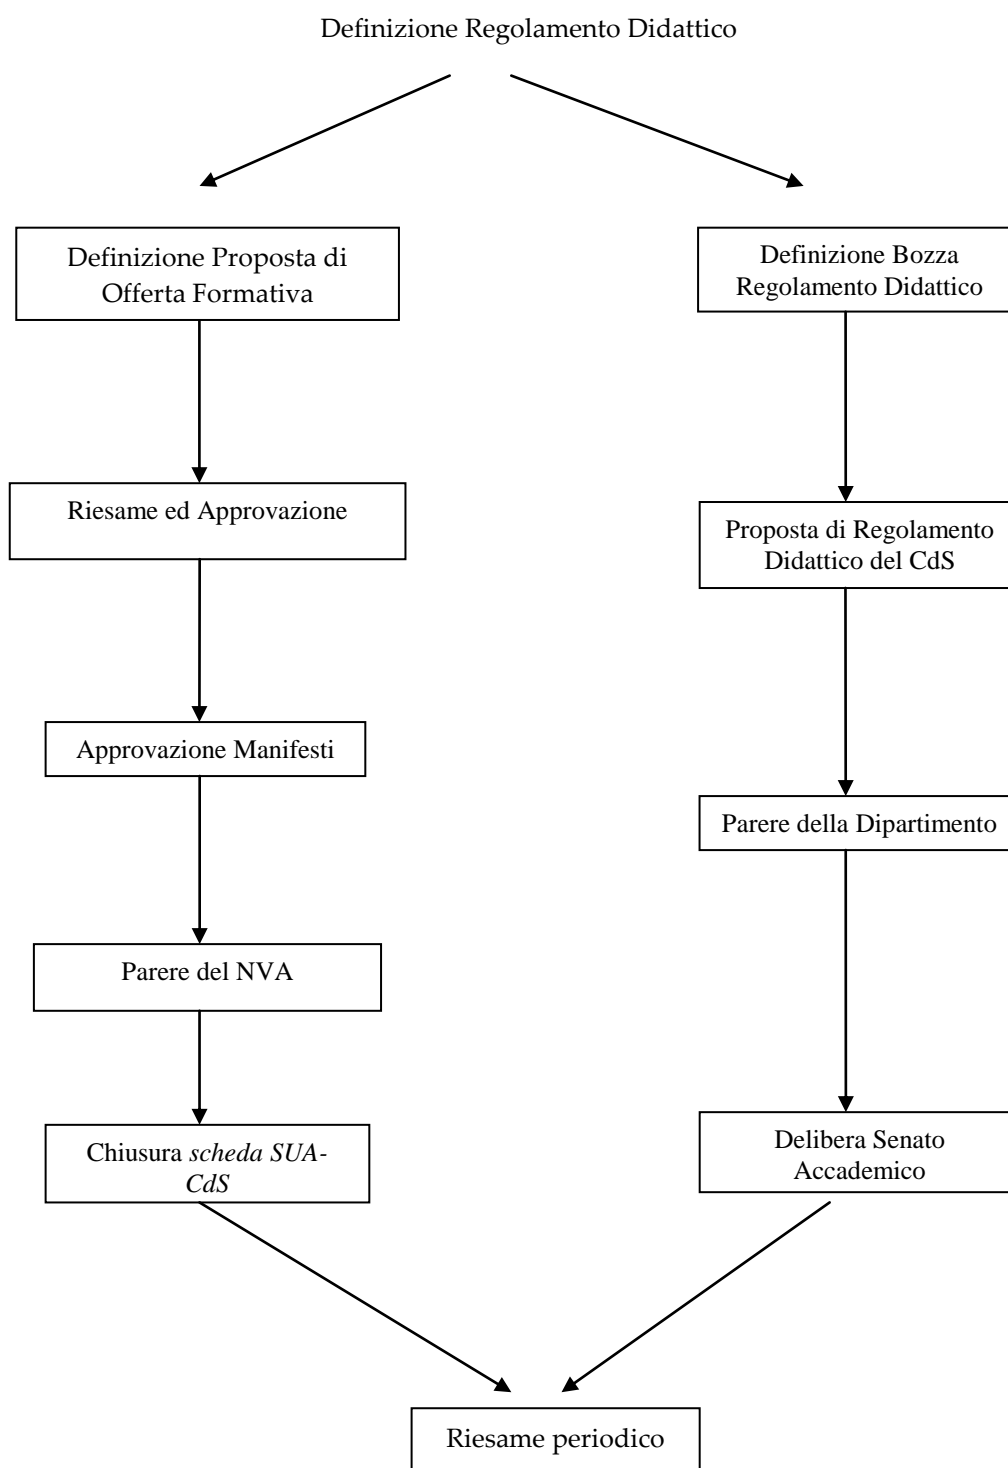 Definizione Regolamento Didattico
Definizione Proposta di
Offerta Formativa
Definizione Bozza
Regolamento Didattico
Riesame ed Approvazione
Proposta di Regolamento
Didattico del CdS
Approvazione Manifesti
Parere della Dipartimento
Parere del NVA
Chiusura scheda SUA-
CdS
Delibera Senato
Accademico
Riesame periodico